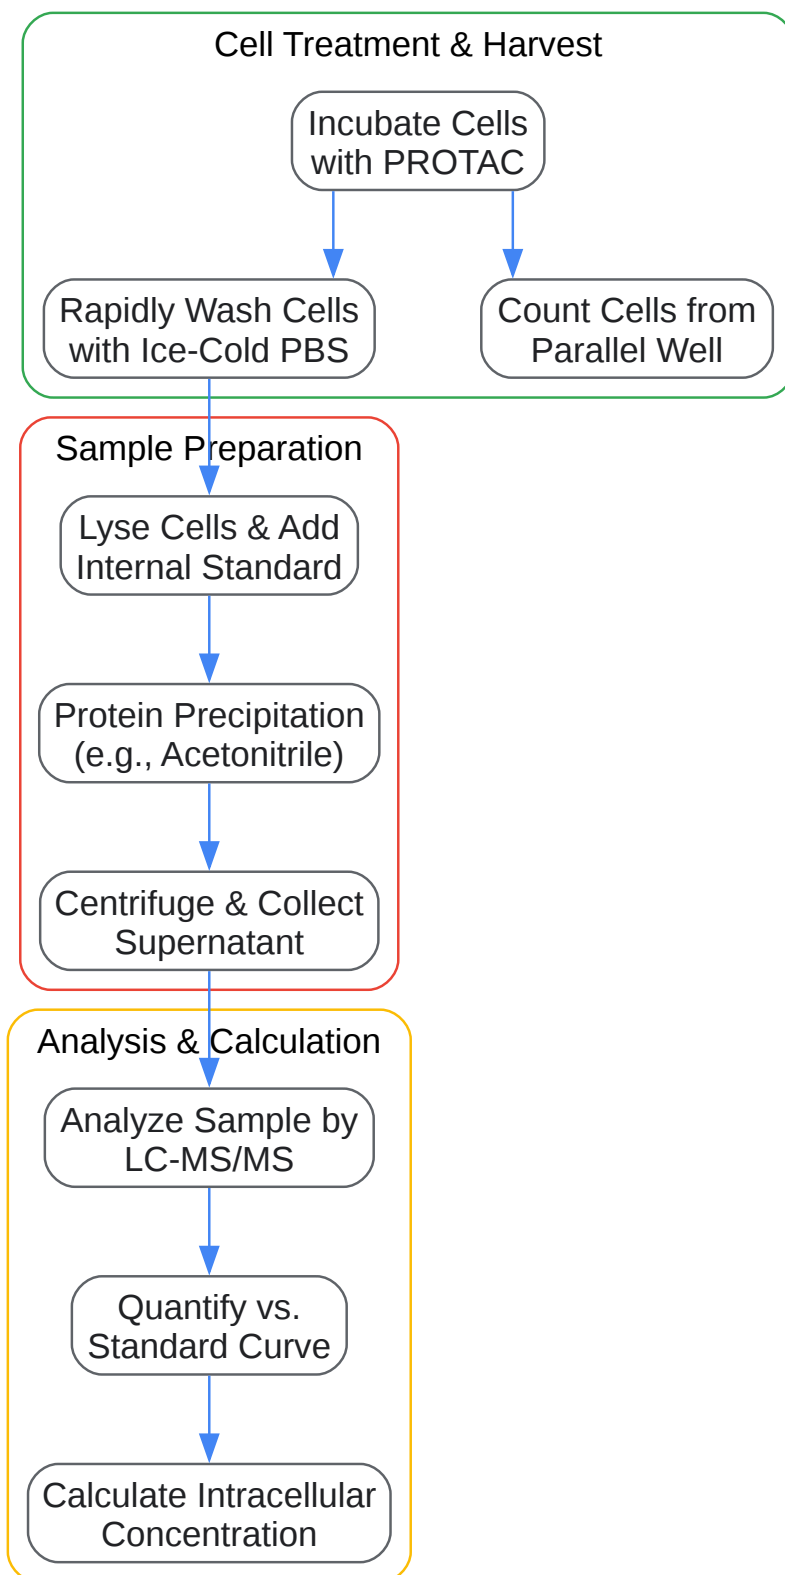 Cell Treatment & Harvest
Incubate Cells
with PROTAC
Rapidly Wash Cells
with Ice-Cold PBS
Count Cells from
Parallel Well
Sample Preparation
Lyse Cells & Add
Internal Standard
Protein Precipitation
(e.g., Acetonitrile)
Centrifuge & Collect
Supernatant
Analysis & Calculation
Analyze Sample by
LC-MS/MS
Quantify vs.
Standard Curve
Calculate Intracellular
Concentration